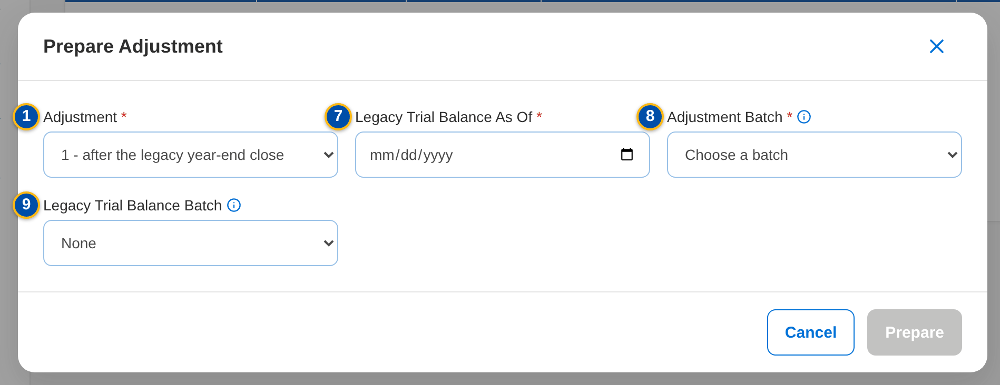 Prepare Adjustment
1 Adjustment * 7 Legacy Trial Balance As Of * 8 Adjustment Batch *
1 - after the legacy year-end close mm/dd/yyyy Choose a batch
9 Legacy Trial Balance Batch
None
Cancel Prepare